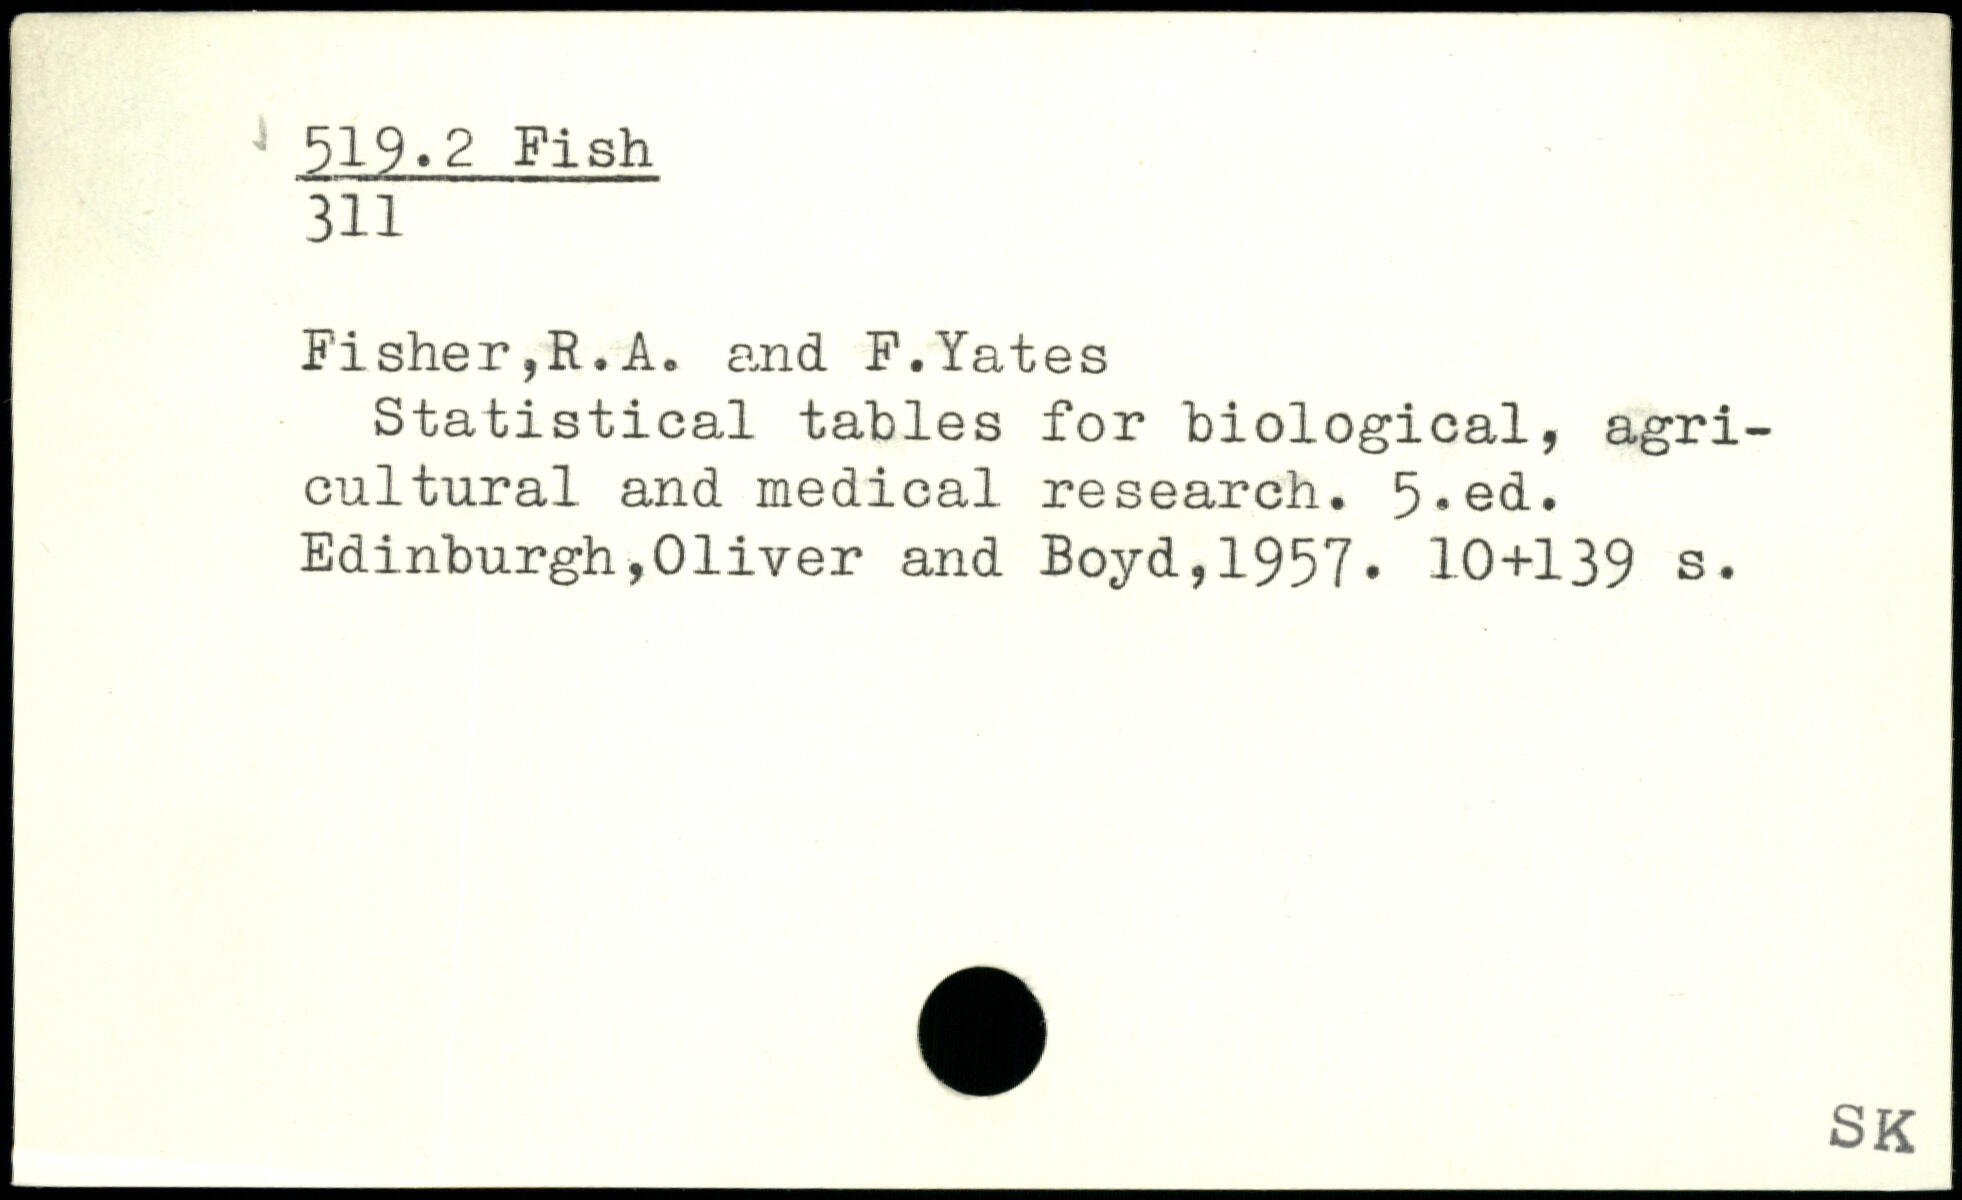 519.2 Fish
311
Fisher,R.A. and F.Yates
Statistical tables for biological, agri-
cultural and medical research. 5.ed.
Edinburgh,Oliver and Boyd,1957. 10+139 s.
SK